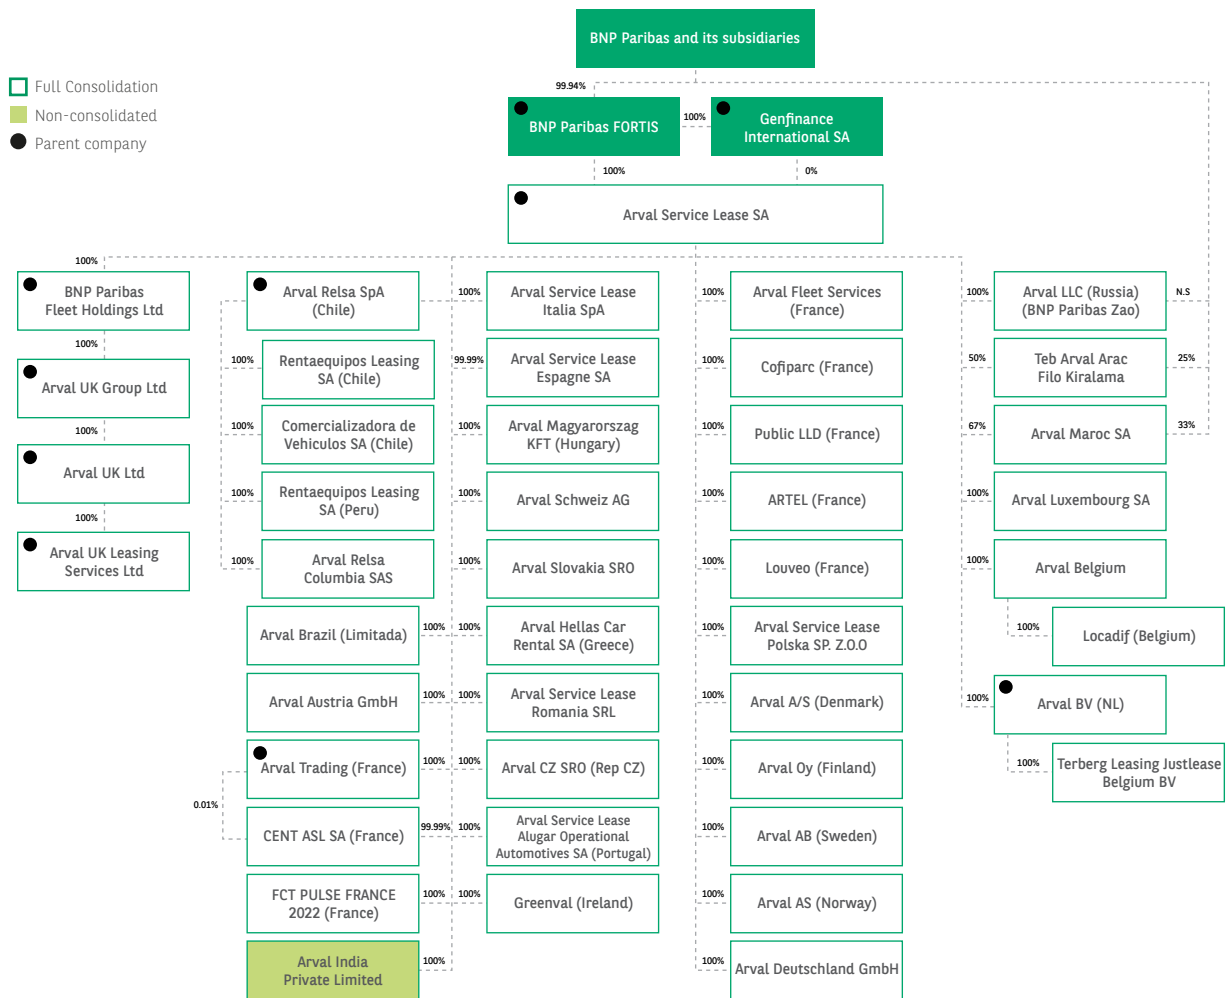 BNP Paribas and its subsidiaries
Full Consolidation
Non-consolidated
Parent company
99.94%
BNP Paribas FORTIS
100%
Genfinance
International SA
100%
0%
Arval Service Lease SA
100%
BNP Paribas
Fleet Holdings Ltd
100%
Arval UK Group Ltd
100%
Arval UK Ltd
100%
Arval UK Leasing
Services Ltd
Arval Relsa SpA
(Chile)
100%
Rentaequipos Leasing
SA (Chile)
100%
Comercializadora de
Vehiculos SA (Chile)
100%
Rentaequipos Leasing
SA (Peru)
100%
Arval Relsa
Columbia SAS
Arval Brazil (Limitada)
100%
Arval Austria GmbH
100%
Arval Trading (France)
100%
0.01%
CENT ASL SA (France)
99.99%
FCT PULSE FRANCE
2022 (France)
100%
Arval India
Private Limited
100%
100%
Arval Service Lease
Italia SpA
99.99%
Arval Service Lease
Espagne SA
100%
Arval Magyarorszag
KFT (Hungary)
100%
Arval Schweiz AG
100%
Arval Slovakia SRO
100%
Arval Hellas Car
Rental SA (Greece)
100%
Arval Service Lease
Romania SRL
100%
Arval CZ SRO (Rep CZ)
100%
Arval Service Lease
Alugar Operational
Automotives SA (Portugal)
100%
Greenval (Ireland)
100%
Arval Fleet Services
(France)
100%
Cofiparc (France)
100%
Public LLD (France)
100%
ARTEL (France)
100%
Louveo (France)
100%
Arval Service Lease
Polska SP. Z.O.O
100%
Arval A/S (Denmark)
100%
Arval Oy (Finland)
100%
Arval AB (Sweden)
100%
Arval AS (Norway)
100%
Arval Deutschland GmbH
100%
Arval LLC (Russia)
(BNP Paribas Zao)
N.S
50%
Teb Arval Arac
Filo Kiralama
25%
67%
Arval Maroc SA
33%
100%
Arval Luxembourg SA
100%
Arval Belgium
100%
Locadif (Belgium)
100%
Arval BV (NL)
100%
Terberg Leasing Justlease
Belgium BV